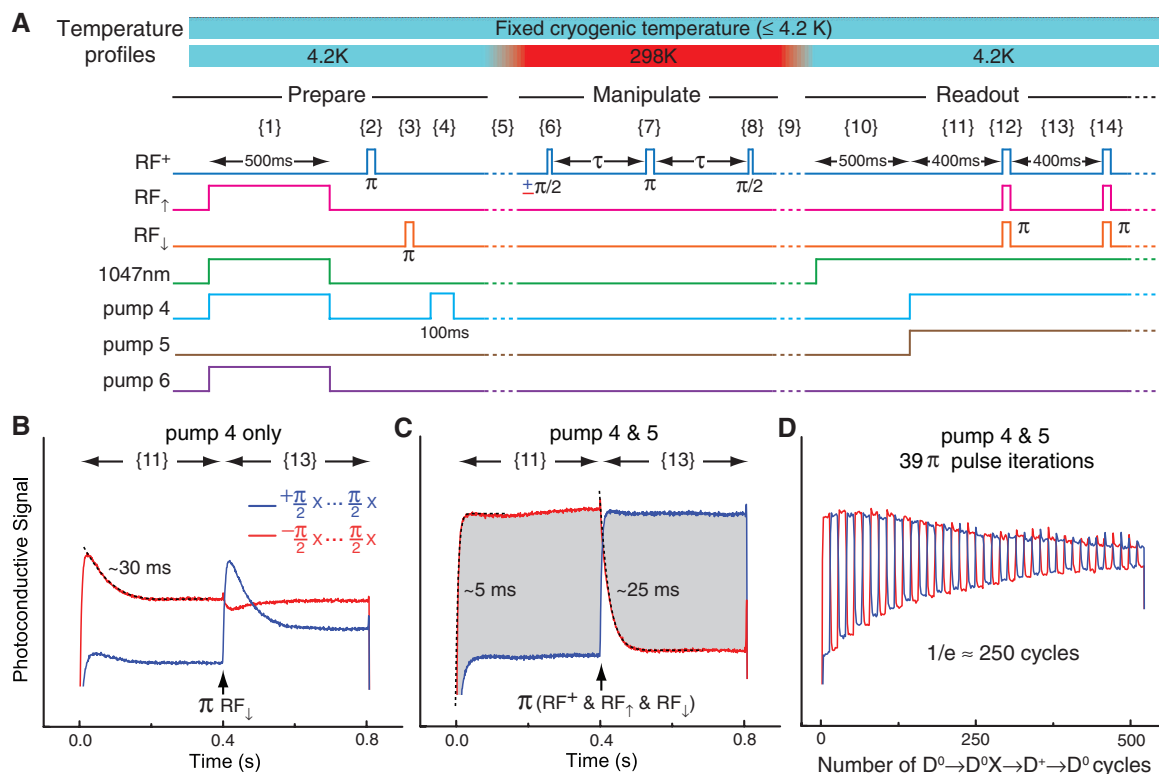 A
Temperature profiles
Fixed cryogenic temperature (≤ 4.2 K)
4.2K 298K 4.2K
Prepare Manipulate Readout
{1} {2} {3} {4} {5} {6} {7} {8} {9} {10} {11} {12} {13} {14}
RF⁺ 500ms π ±π/2 τ π τ π/2 500ms 400ms 400ms
RF↑
RF↓ π π π
1047nm
pump 4 100ms
pump 5
pump 6
B pump 4 only
{11} {13}
+π/2 X ··· π/2 X
−π/2 X ··· π/2 X
~30 ms
π RF↓
Photoconductive Signal
0.0 0.4 0.8
Time (s)
C pump 4 & 5
{11} {13}
~5 ms ~25 ms
π (RF⁺ & RF↑ & RF↓)
0.0 0.4 0.8
Time (s)
D pump 4 & 5
39 π pulse iterations
1/e ≈ 250 cycles
0 250 500
Number of D⁰→D⁰X→D⁺→D⁰ cycles